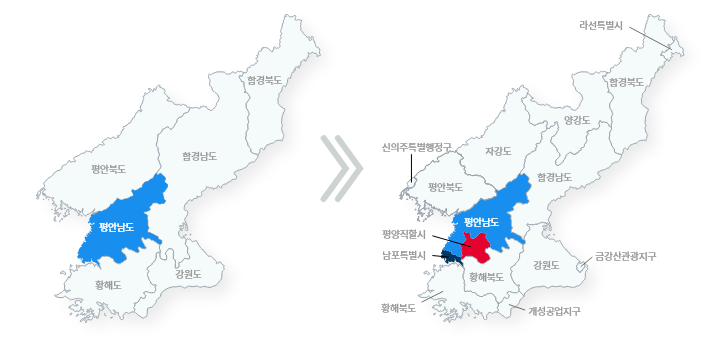 함경북도
함경남도
평안북도
평안남도
강원도
황해도
라선특별시
함경북도
양강도
신의주특별행정구
자강도
함경남도
평안북도
평안남도
평양직할시
남포특별시
금강산관광지구
강원도
황해북도
황해북도
개성공업지구